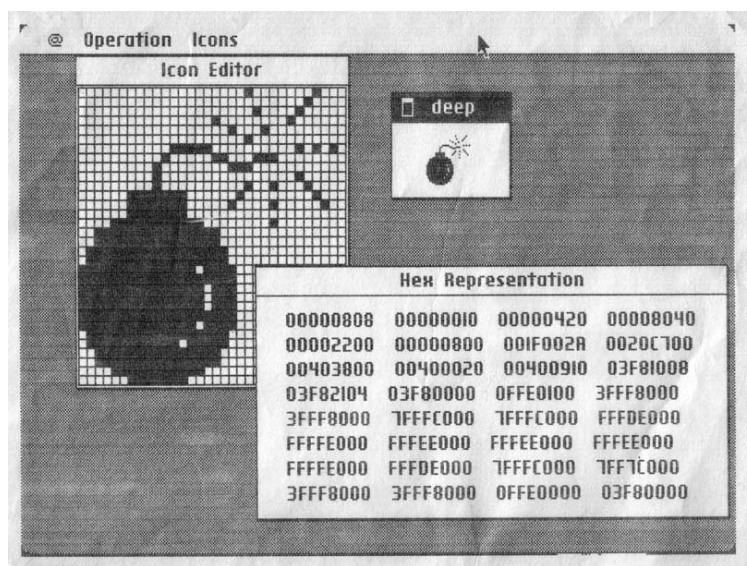 @ Operation Icons
Icon Editor
deep
Hex Representation
00000808 00000010 00000420 00008040
00002200 00000800 001F002A 0020C700
00403800 00400020 00400910 03F81008
03F82104 03F80000 0FFE0100 3FFF8000
3FFF8000 7FFFC000 7FFFC000 FFFDE000
FFFFE000 FFFEE000 FFFEE000 FFFEE000
FFFFE000 FFFDE000 7FFFC000 7FF7C000
3FFF8000 3FFF8000 0FFE0000 03F80000